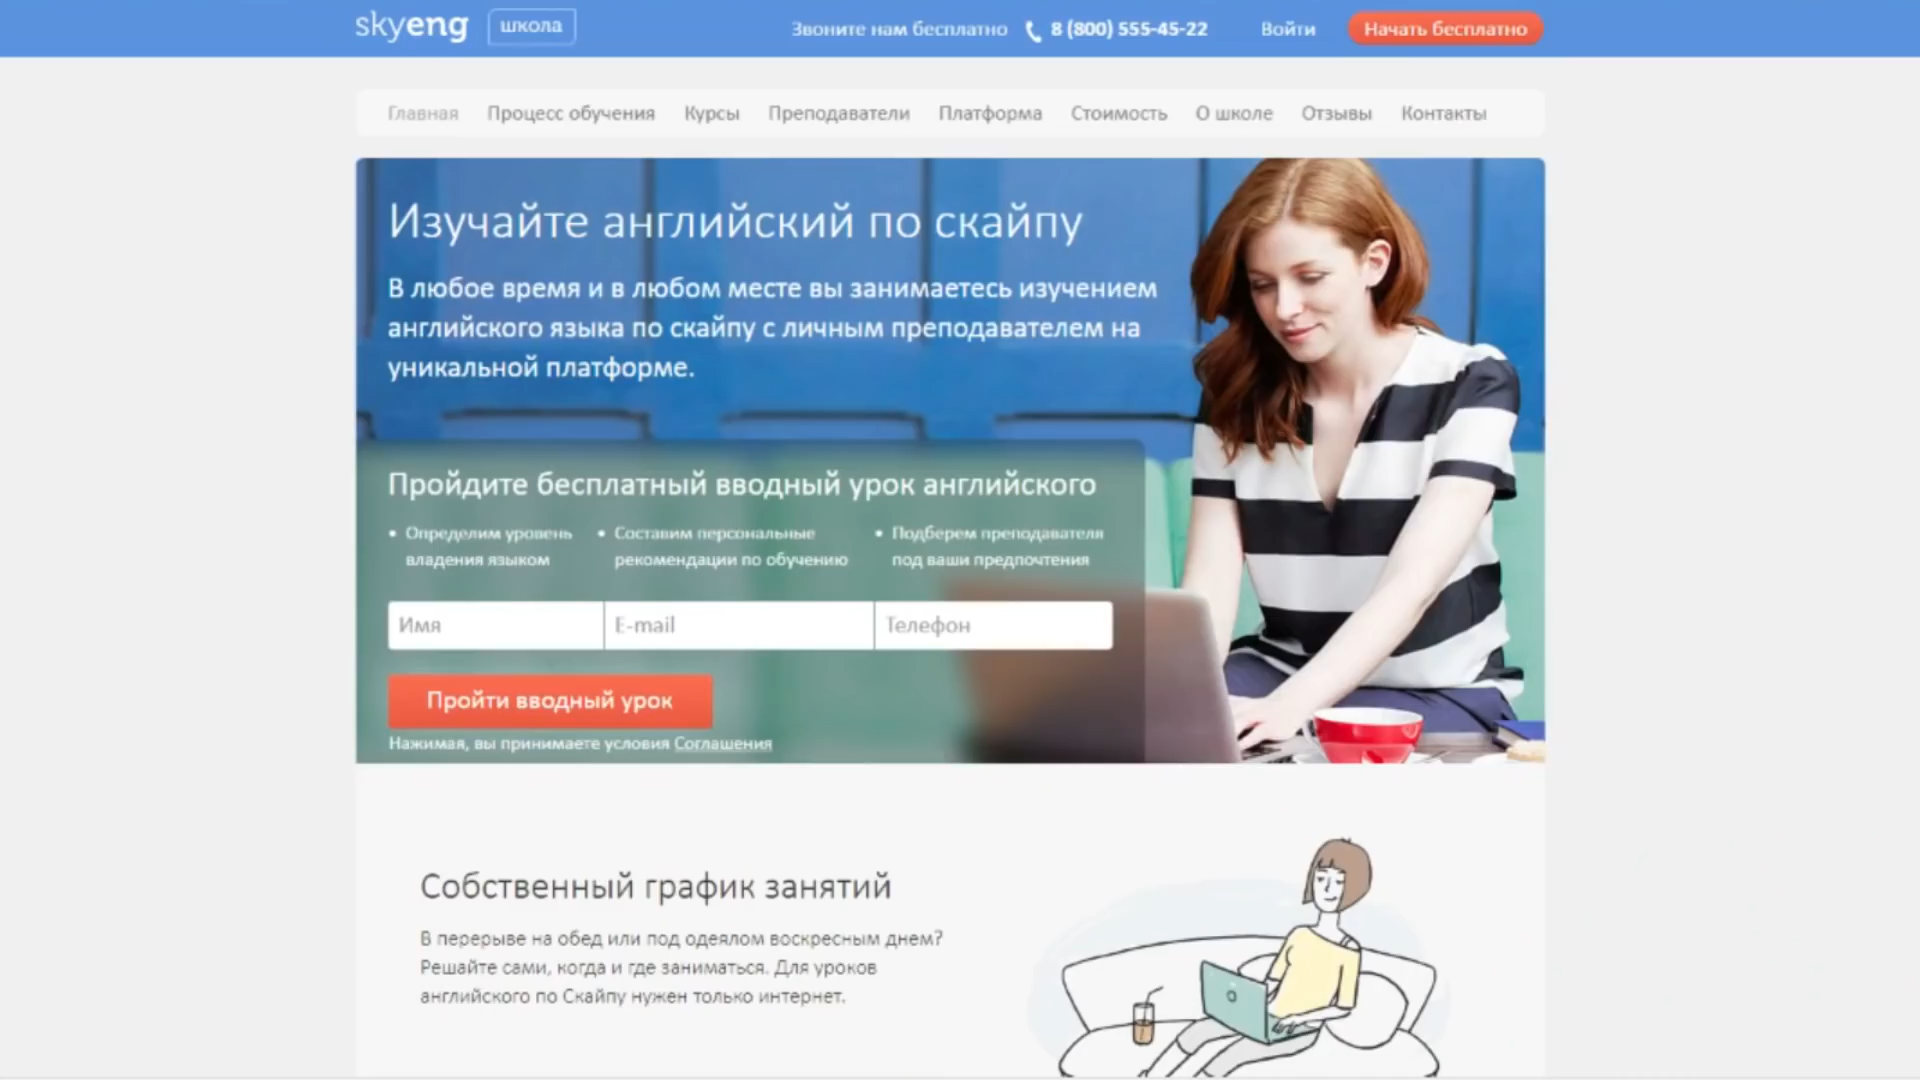 skyeng школа Звоните нам бесплатно 8 (800) 555-45-22 Войти Начать бесплатно
Главная Процесс обучения Курсы Преподаватели Платформа Стоимость О школе Отзывы Контакты
Изучайте английский по скайпу
В любое время и в любом месте вы занимаетесь изучением
английского языка по скайпу с личным преподавателем на
уникальной платформе.
Пройдите бесплатный вводный урок английского
• Определим уровень
владения языком
• Составим персональные
рекомендации по обучению
• Подберем преподавателя
под ваши предпочтения
Имя E-mail Телефон
Пройти вводный урок
Нажимая, вы принимаете условия Соглашения
Собственный график занятий
В перерыве на обед или под одеялом воскресным днем?
Решайте сами, когда и где заниматься. Для уроков
английского по Скайпу нужен только интернет.